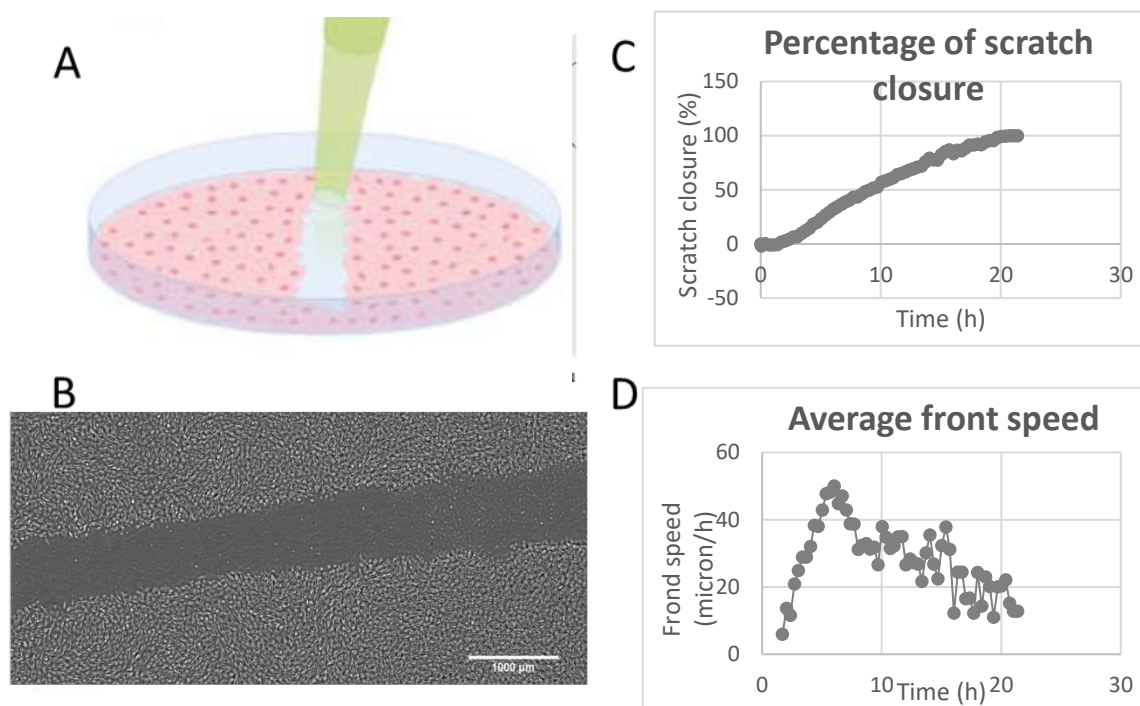 A
B
1000 µm
C
Percentage of scratch
closure
Scratch closure (%)
150
100
50
0
-50
0
10
20
30
Time (h)
D
Average front speed
Frond speed
(micron/h)
60
40
20
0
0
10
20
30
Time (h)